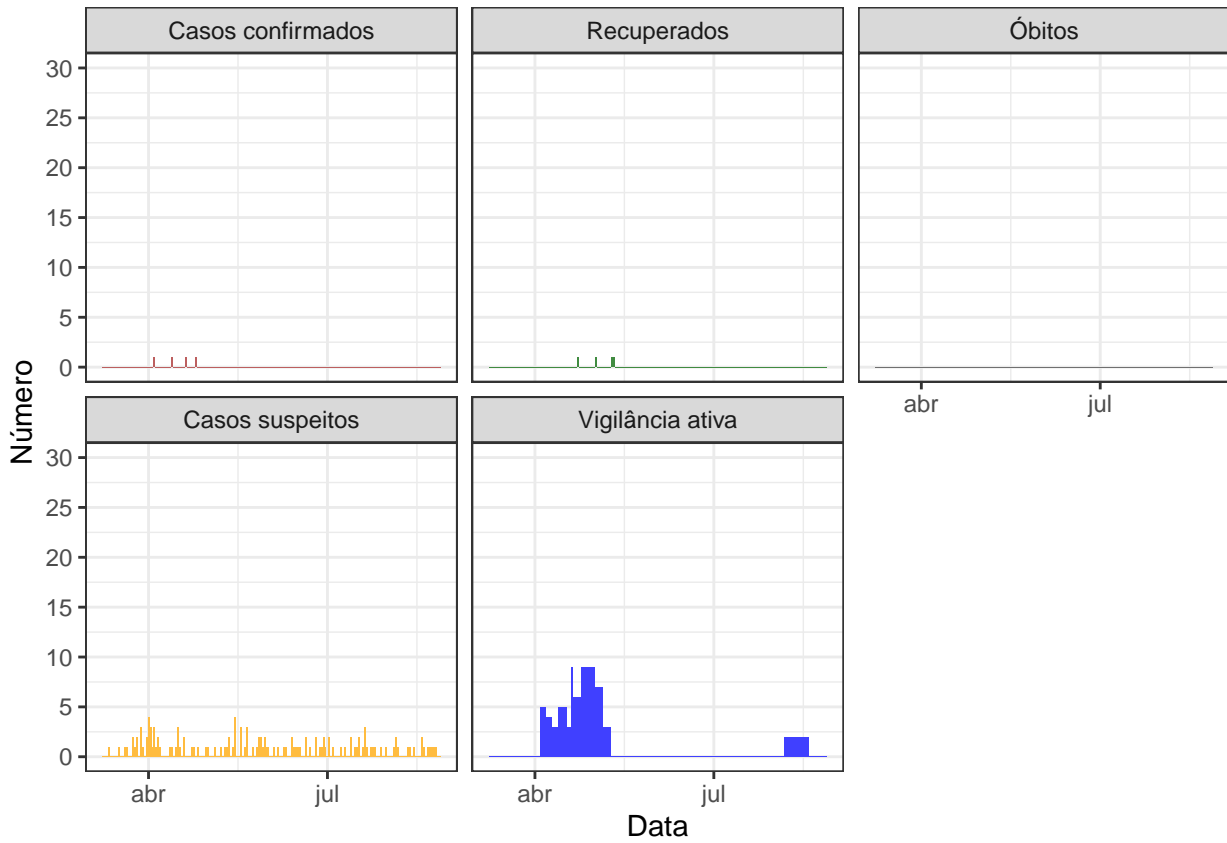 Casos confirmados
Recuperados
Óbitos
30
25
20
15
10
5
0
abr
jul
Casos suspeitos
Vigilância ativa
30
25
20
15
10
5
0
abr
jul
abr
jul
Número
Data